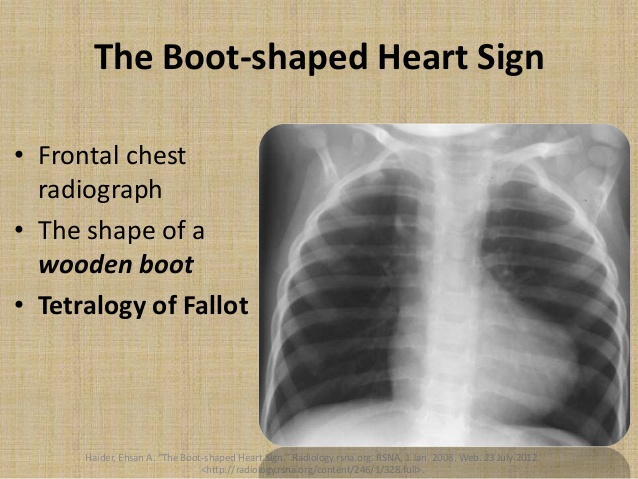 The Boot-shaped Heart Sign
• Frontal chest
radiograph
• The shape of a
wooden boot
• Tetralogy of Fallot
Haider, Ehsan A. "The Boot-shaped Heart Sign." Radiology.rsna.org. RSNA, 1 Jan. 2008. Web. 23 July 2012.
<http://radiology.rsna.org/content/246/1/328.full>.